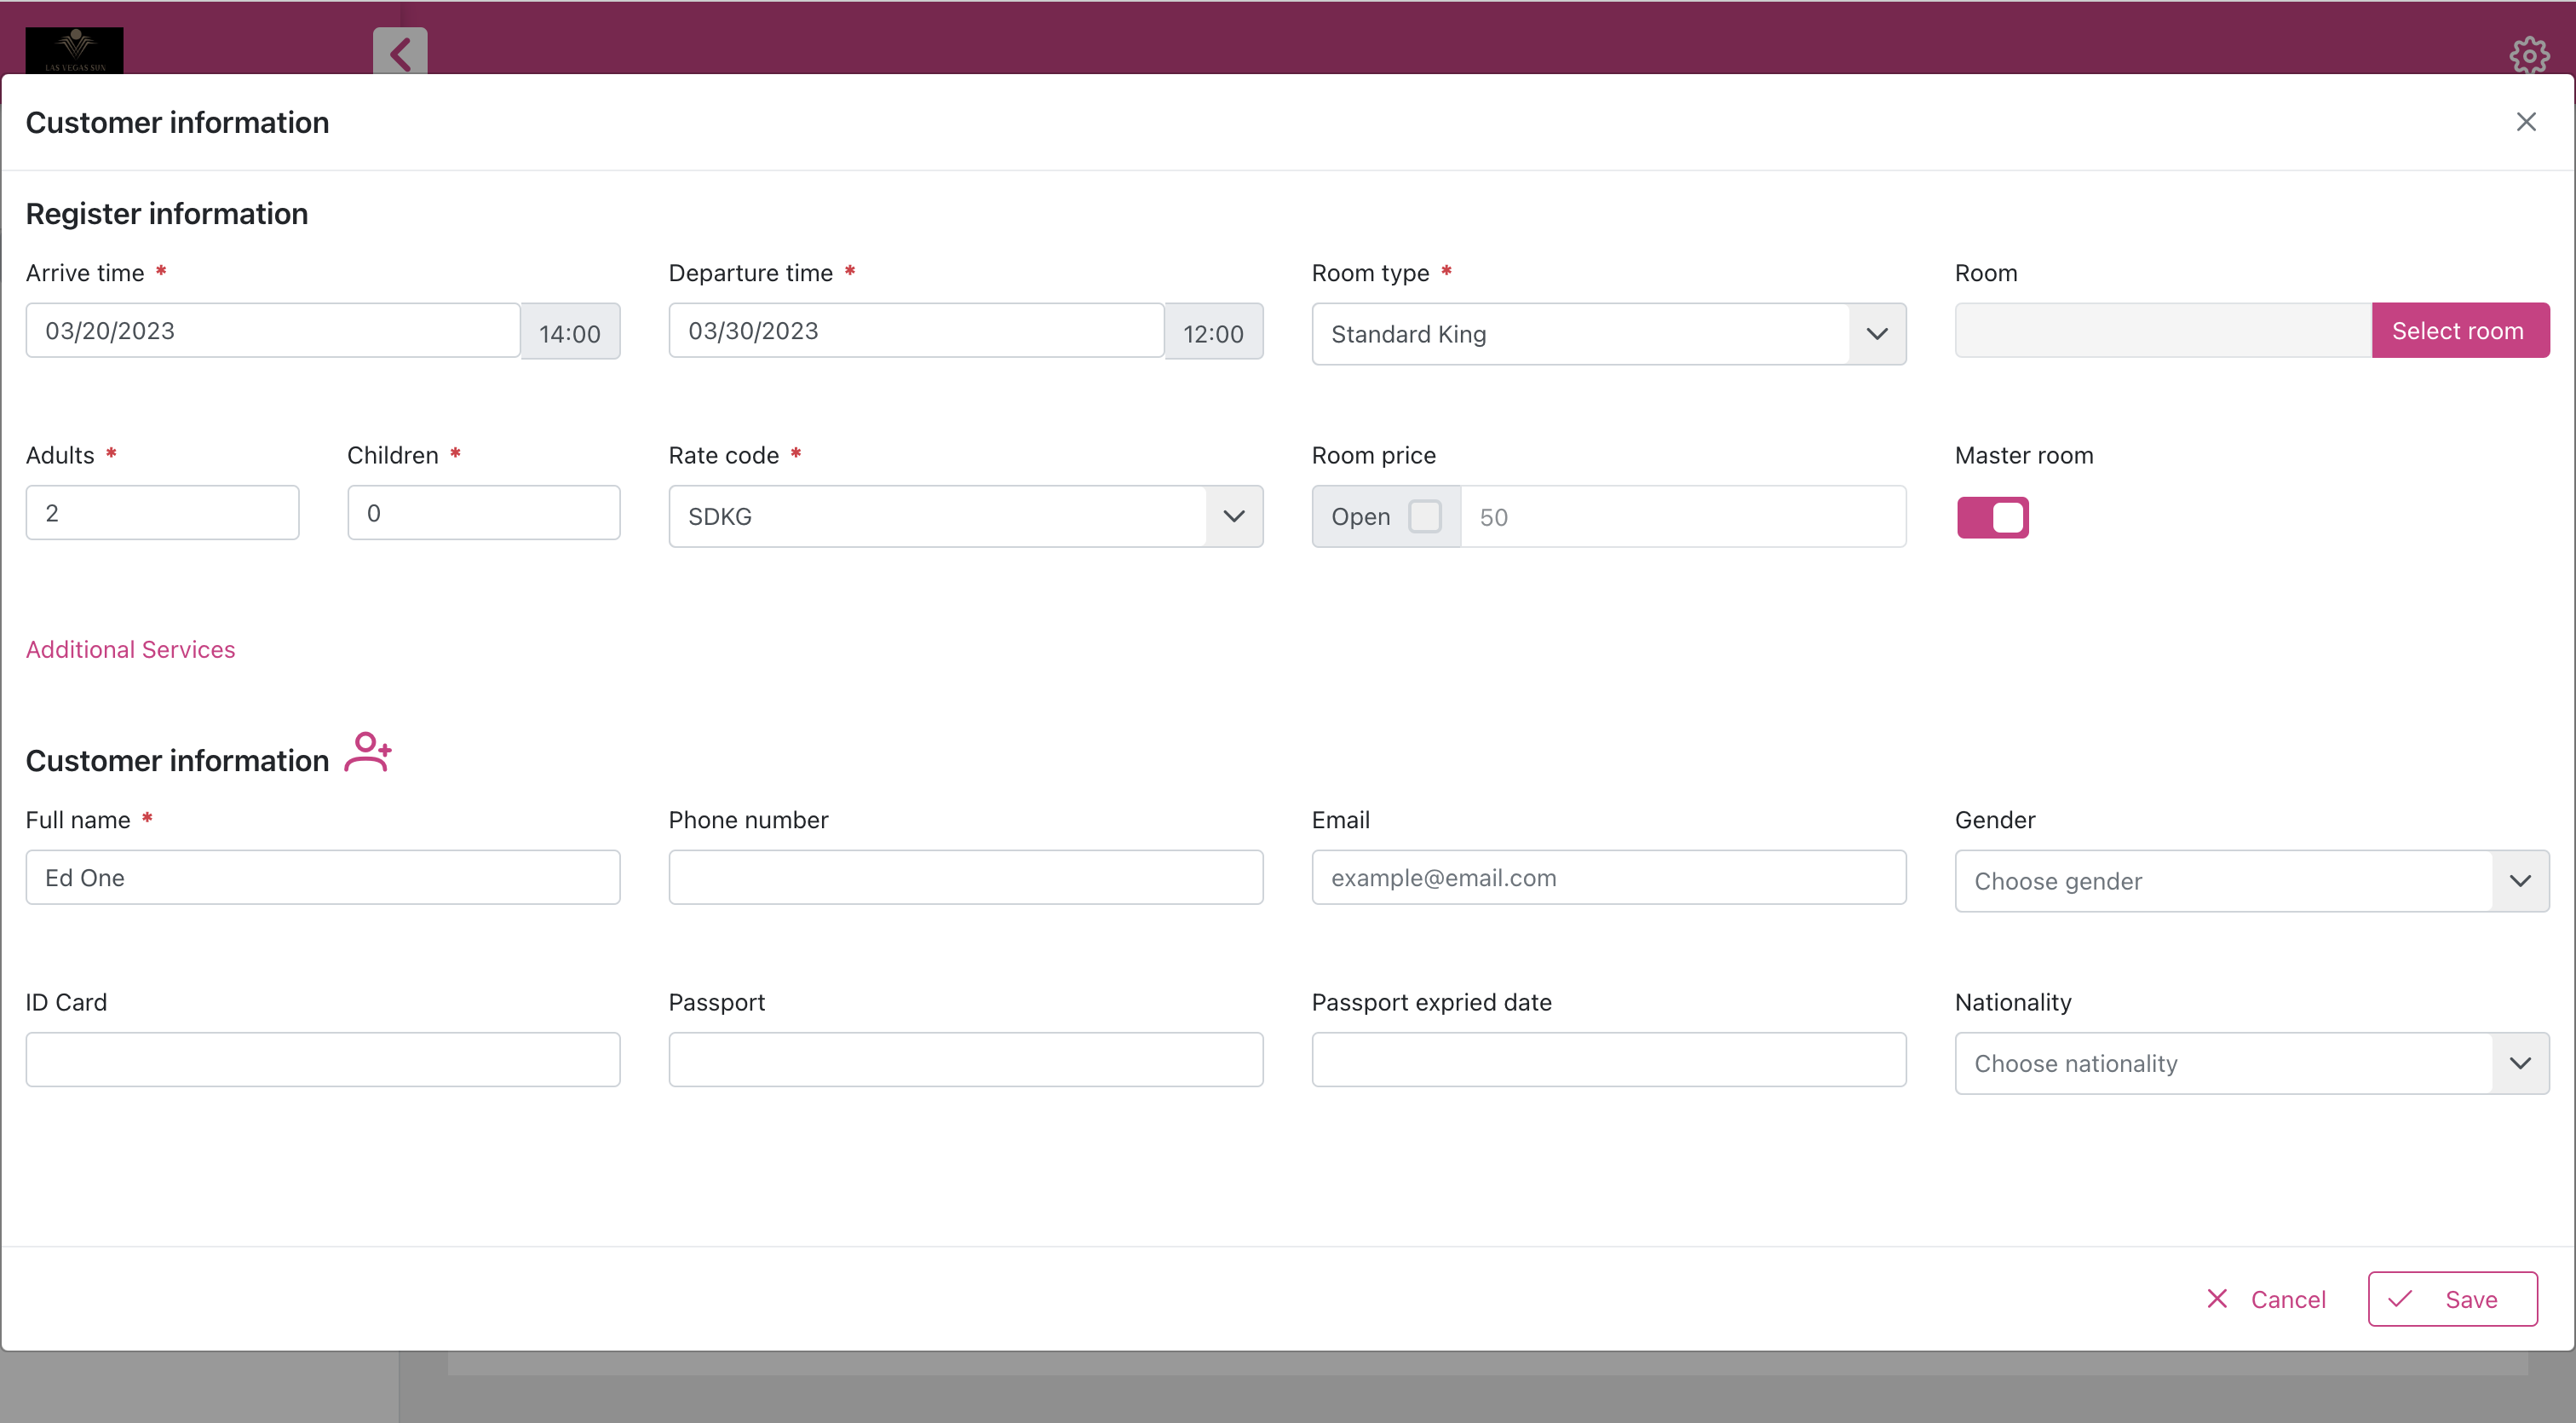 LAS VEGAS SUN
Customer information
Register information
Arrive time *
Departure time *
Room type *
Room
03/20/2023 14:00
03/30/2023 12:00
Standard King
Select room
Adults *
Children *
Rate code *
Room price
Master room
2
0
SDKG
Open 50
Additional Services
Customer information
Full name *
Phone number
Email
Gender
Ed One
example@email.com
Choose gender
ID Card
Passport
Passport expried date
Nationality
Choose nationality
Cancel
Save